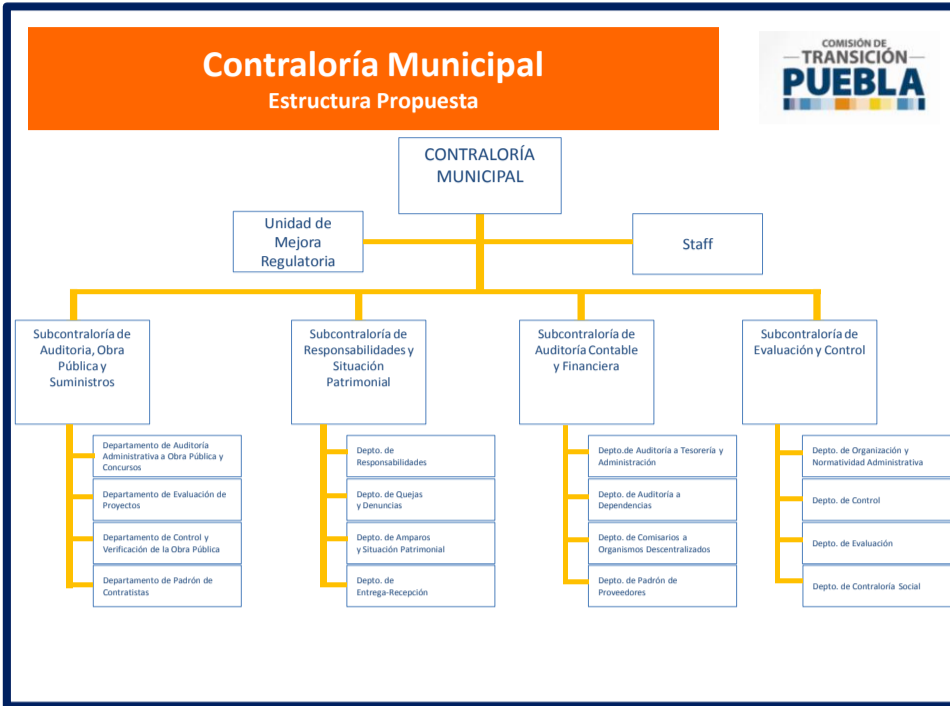 Contraloría Municipal
Estructura Propuesta
COMISIÓN DE
TRANSICIÓN
PUEBLA
CONTRALORÍA
MUNICIPAL
Unidad de
Mejora
Regulatoria
Staff
Subcontraloría de
Auditoria, Obra
Pública y
Suministros
Subcontraloría de
Responsabilidades y
Situación
Patrimonial
Subcontraloría de
Auditoría Contable
y Financiera
Subcontraloría de
Evaluación y Control
Departamento de Auditoría
Administrativa a Obra Pública y
Concursos
Departamento de Evaluación de
Proyectos
Departamento de Control y
Verificación de la Obra Pública
Departamento de Padrón de
Contratistas
Depto. de
Responsabilidades
Depto. de Quejas
y Denuncias
Depto. de Amparos
y Situación Patrimonial
Depto. de
Entrega-Recepción
Depto.de Auditoría a Tesorería y
Administración
Depto. de Auditoría a
Dependencias
Depto. de Comisarios a
Organismos Descentralizados
Depto. de Padrón de
Proveedores
Depto. de Organización y
Normatividad Administrativa
Depto. de Control
Depto. de Evaluación
Depto. de Contraloría Social